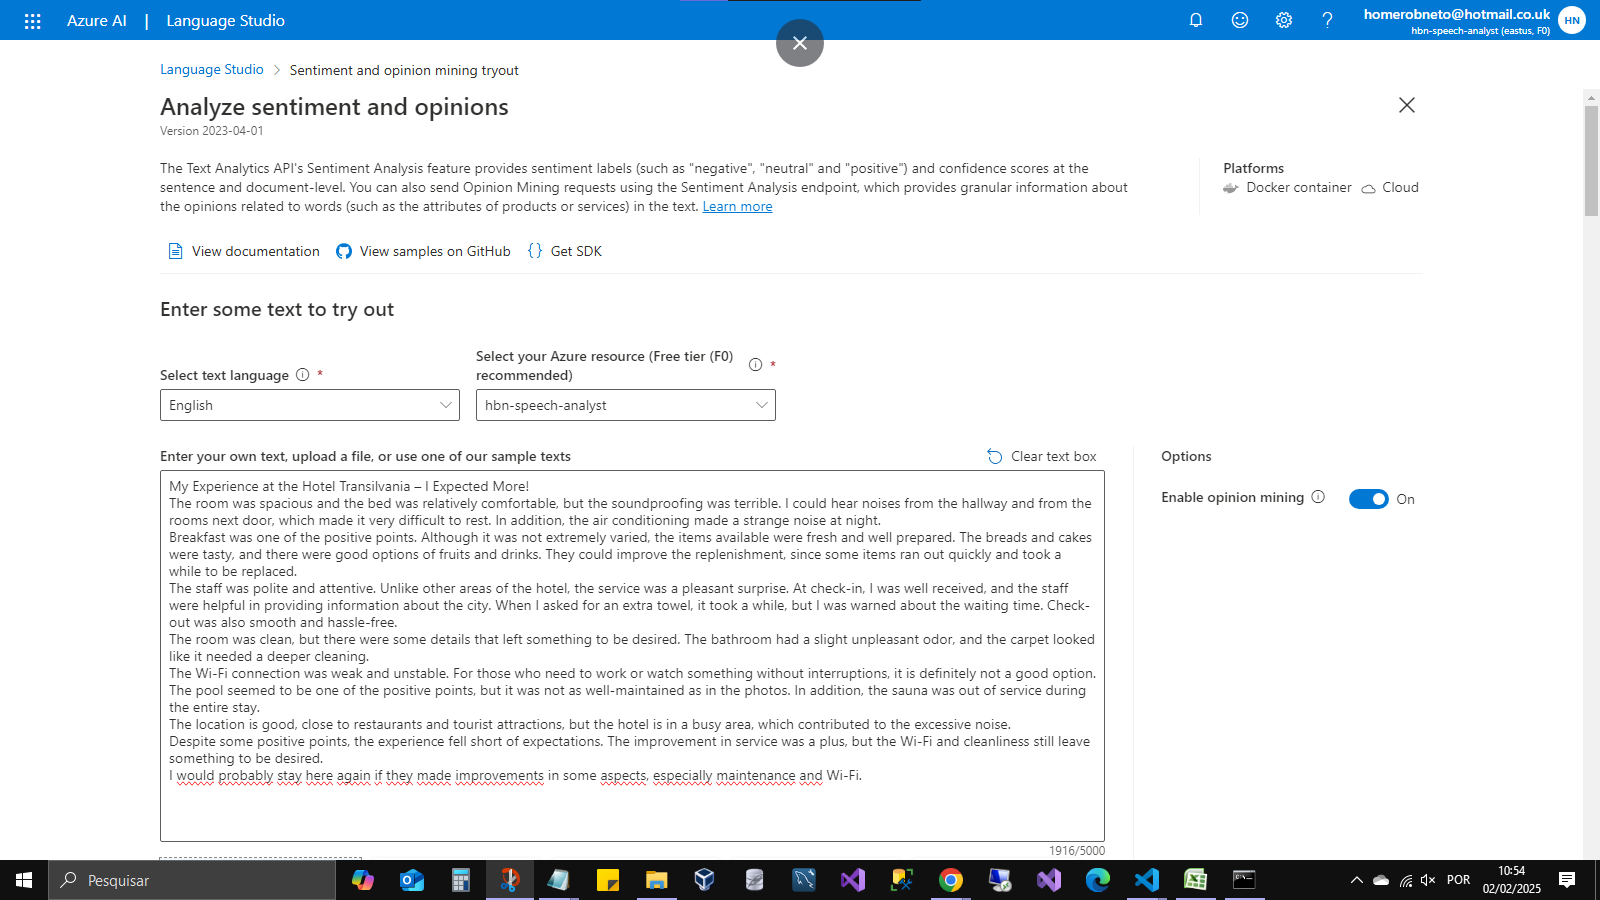 Azure AI | Language Studio
homerobneto@hotmail.co.uk
hbn-speech-analyst (eastus, F0)
HN
Language Studio > Sentiment and opinion mining tryout
Analyze sentiment and opinions
Version 2023-04-01
The Text Analytics API's Sentiment Analysis feature provides sentiment labels (such as "negative", "neutral" and "positive") and confidence scores at the
sentence and document-level. You can also send Opinion Mining requests using the Sentiment Analysis endpoint, which provides granular information about
the opinions related to words (such as the attributes of products or services) in the text. Learn more
Platforms
Docker container Cloud
View documentation View samples on GitHub {} Get SDK
Enter some text to try out
Select text language *
English
Select your Azure resource (Free tier (F0)
recommended) *
hbn-speech-analyst
Enter your own text, upload a file, or use one of our sample texts
Clear text box
My Experience at the Hotel Transilvania – I Expected More!
The room was spacious and the bed was relatively comfortable, but the soundproofing was terrible. I could hear noises from the hallway and from the
rooms next door, which made it very difficult to rest. In addition, the air conditioning made a strange noise at night.
Breakfast was one of the positive points. Although it was not extremely varied, the items available were fresh and well prepared. The breads and cakes
were tasty, and there were good options of fruits and drinks. They could improve the replenishment, since some items ran out quickly and took a
while to be replaced.
The staff was polite and attentive. Unlike other areas of the hotel, the service was a pleasant surprise. At check-in, I was well received, and the staff
were helpful in providing information about the city. When I asked for an extra towel, it took a while, but I was warned about the waiting time. Check-
out was also smooth and hassle-free.
The room was clean, but there were some details that left something to be desired. The bathroom had a slight unpleasant odor, and the carpet looked
like it needed a deeper cleaning.
The Wi-Fi connection was weak and unstable. For those who need to work or watch something without interruptions, it is definitely not a good option.
The pool seemed to be one of the positive points, but it was not as well-maintained as in the photos. In addition, the sauna was out of service during
the entire stay.
The location is good, close to restaurants and tourist attractions, but the hotel is in a busy area, which contributed to the excessive noise.
Despite some positive points, the experience fell short of expectations. The improvement in service was a plus, but the Wi-Fi and cleanliness still leave
something to be desired.
I would probably stay here again if they made improvements in some aspects, especially maintenance and Wi-Fi.
1916/5000
Options
Enable opinion mining On
Pesquisar
POR
10:54
02/02/2025